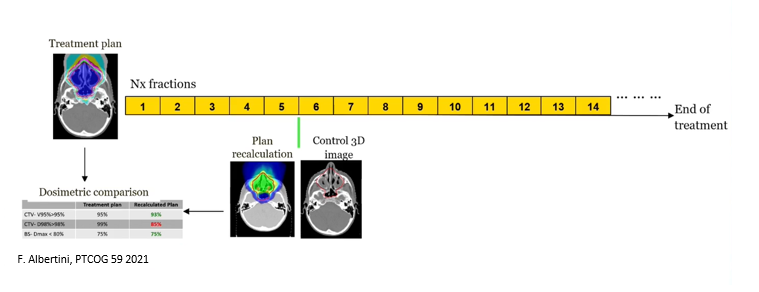 Treatment plan
Nx fractions
1 2 3 4 5 6 7 8 9 10 11 12 13 14
... ...
End of
treatment
Plan
recalculation
Control 3D
image
Dosimetric comparison
Treatment plan Recalculated Plan
CTV- V95%>95% 95% 93%
CTV- D98%>98% 99% 85%
BS- Dmax < 80% 75% 75%
F. Albertini, PTCOG 59 2021